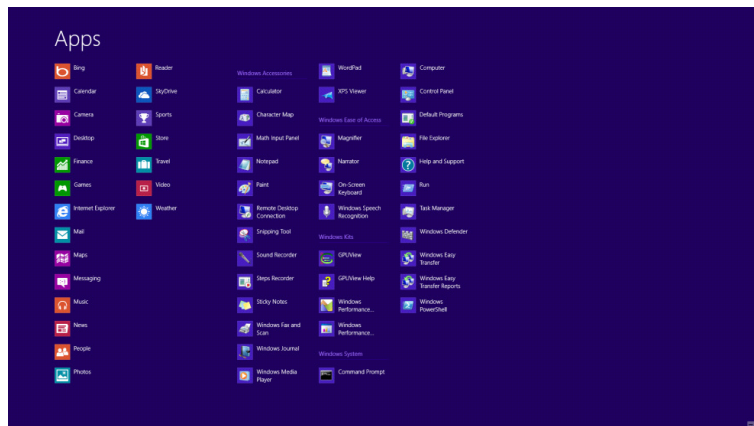 Apps
Bing
Calendar
Camera
Desktop
Finance
Games
Internet Explorer
Mail
Maps
Messaging
Music
News
People
Photos
Reader
SkyDrive
Sports
Store
Travel
Video
Weather
Windows Accessories
Calculator
Character Map
Math Input Panel
Notepad
Paint
Remote Desktop
Connection
Snipping Tool
Sound Recorder
Steps Recorder
Sticky Notes
Windows Fax and
Scan
Windows Journal
Windows Media
Player
WordPad
XPS Viewer
Windows Ease of Access
Magnifier
Narrator
On-Screen
Keyboard
Windows Speech
Recognition
Windows Kits
GPUView
GPUView Help
Windows
Performance...
Windows
Performance...
Windows System
Command Prompt
Computer
Control Panel
Default Programs
File Explorer
Help and Support
Run
Task Manager
Windows Defender
Windows Easy
Transfer
Windows Easy
Transfer Reports
Windows
PowerShell